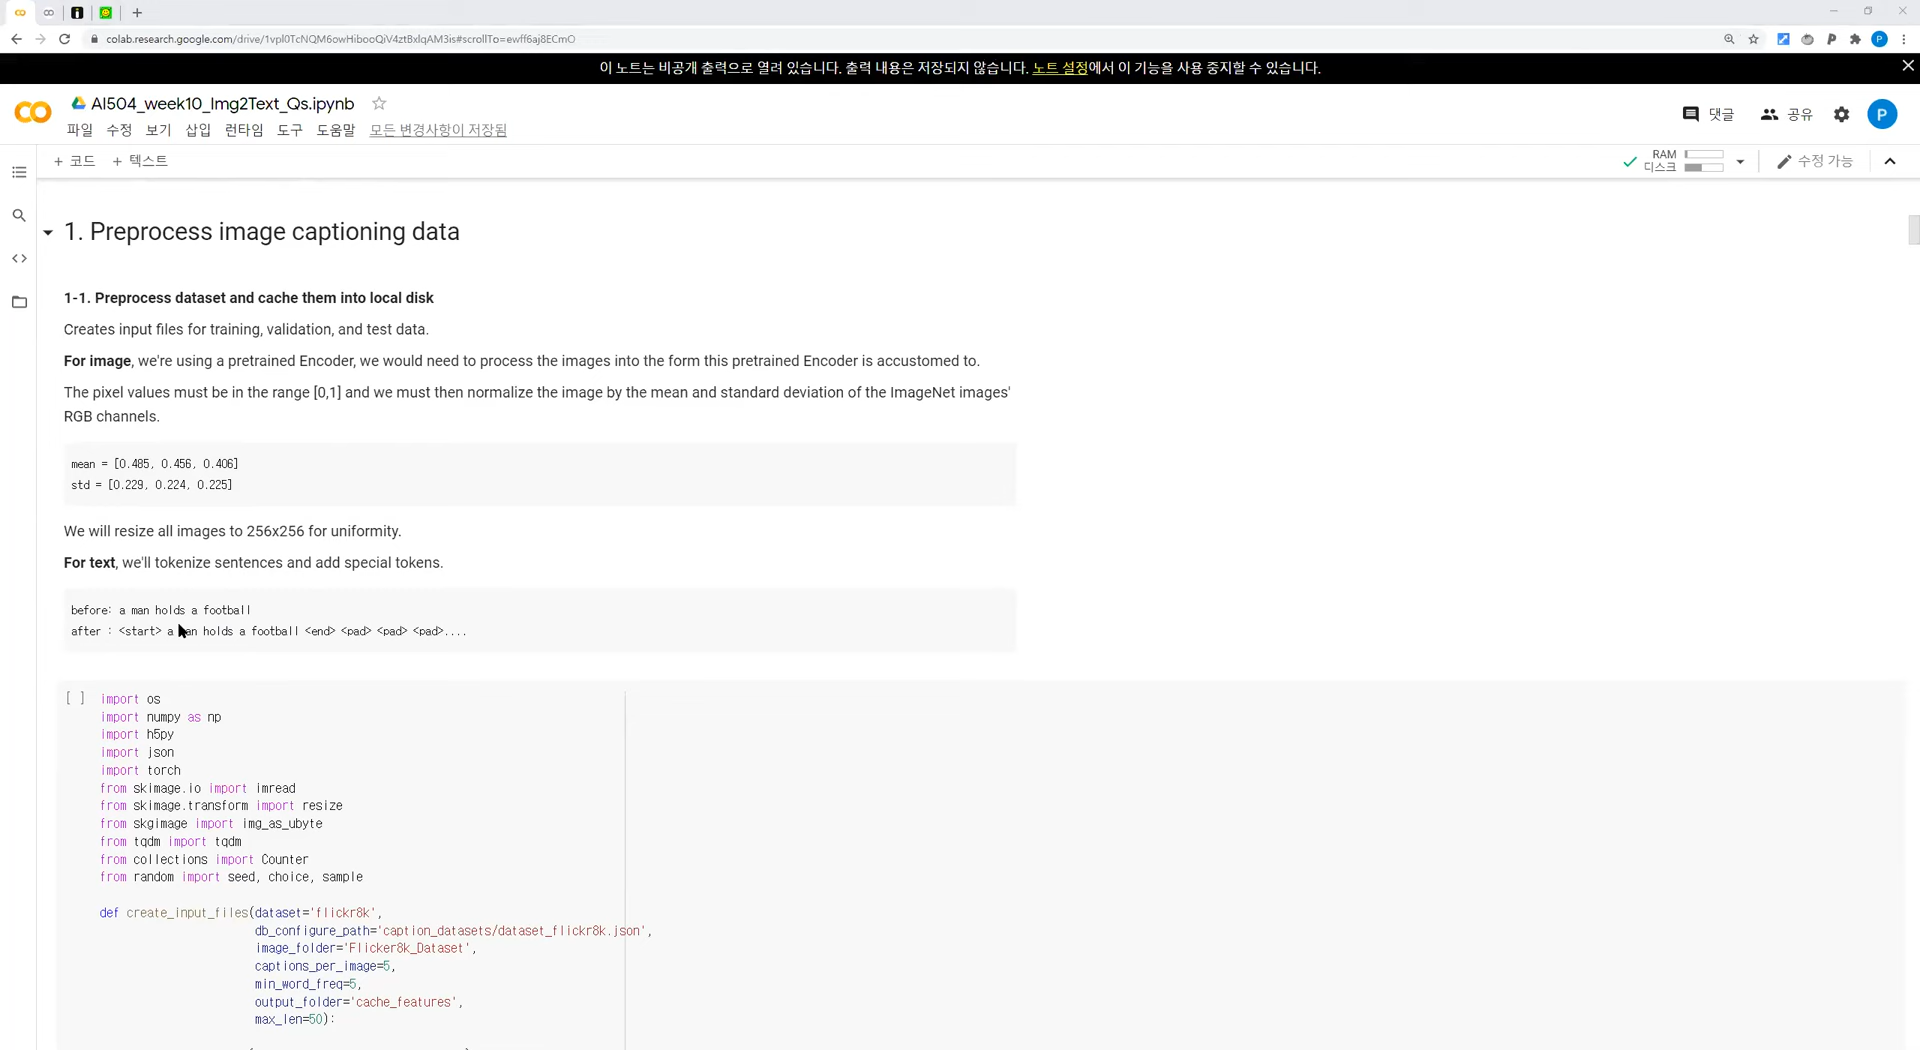 colab.research.google.com/drive/1vpl0TcNQM6owHibooQiV4ztBxlqAM3is#scrollTo=ewff6aj8ECmO
이 노트는 비공개 출력으로 열려 있습니다. 출력 내용은 저장되지 않습니다. 노트 설정에서 이 기능을 사용 중지할 수 있습니다.
AI504_week10_Img2Text_Qs.ipynb
파일 수정 보기 삽입 런타임 도구 도움말 모든 변경사항이 저장됨
댓글 공유 P
+ 코드 + 텍스트
RAM
디스크
수정 가능
1. Preprocess image captioning data
1-1. Preprocess dataset and cache them into local disk
Creates input files for training, validation, and test data.
For image, we're using a pretrained Encoder, we would need to process the images into the form this pretrained Encoder is accustomed to.
The pixel values must be in the range [0,1] and we must then normalize the image by the mean and standard deviation of the ImageNet images'
RGB channels.
mean = [0.485, 0.456, 0.406]
std = [0.229, 0.224, 0.225]
We will resize all images to 256x256 for uniformity.
For text, we'll tokenize sentences and add special tokens.
before: a man holds a football
after : <start> a man holds a football <end> <pad> <pad> <pad>....
[ ] import os
import numpy as np
import h5py
import json
import torch
from skimage.io import imread
from skimage.transform import resize
from skgimage import img_as_ubyte
from tqdm import tqdm
from collections import Counter
from random import seed, choice, sample
def create_input_files(dataset='flickr8k',
db_configure_path='caption_datasets/dataset_flickr8k.json',
image_folder='Flicker8k_Dataset',
captions_per_image=5,
min_word_freq=5,
output_folder='cache_features',
max_len=50):